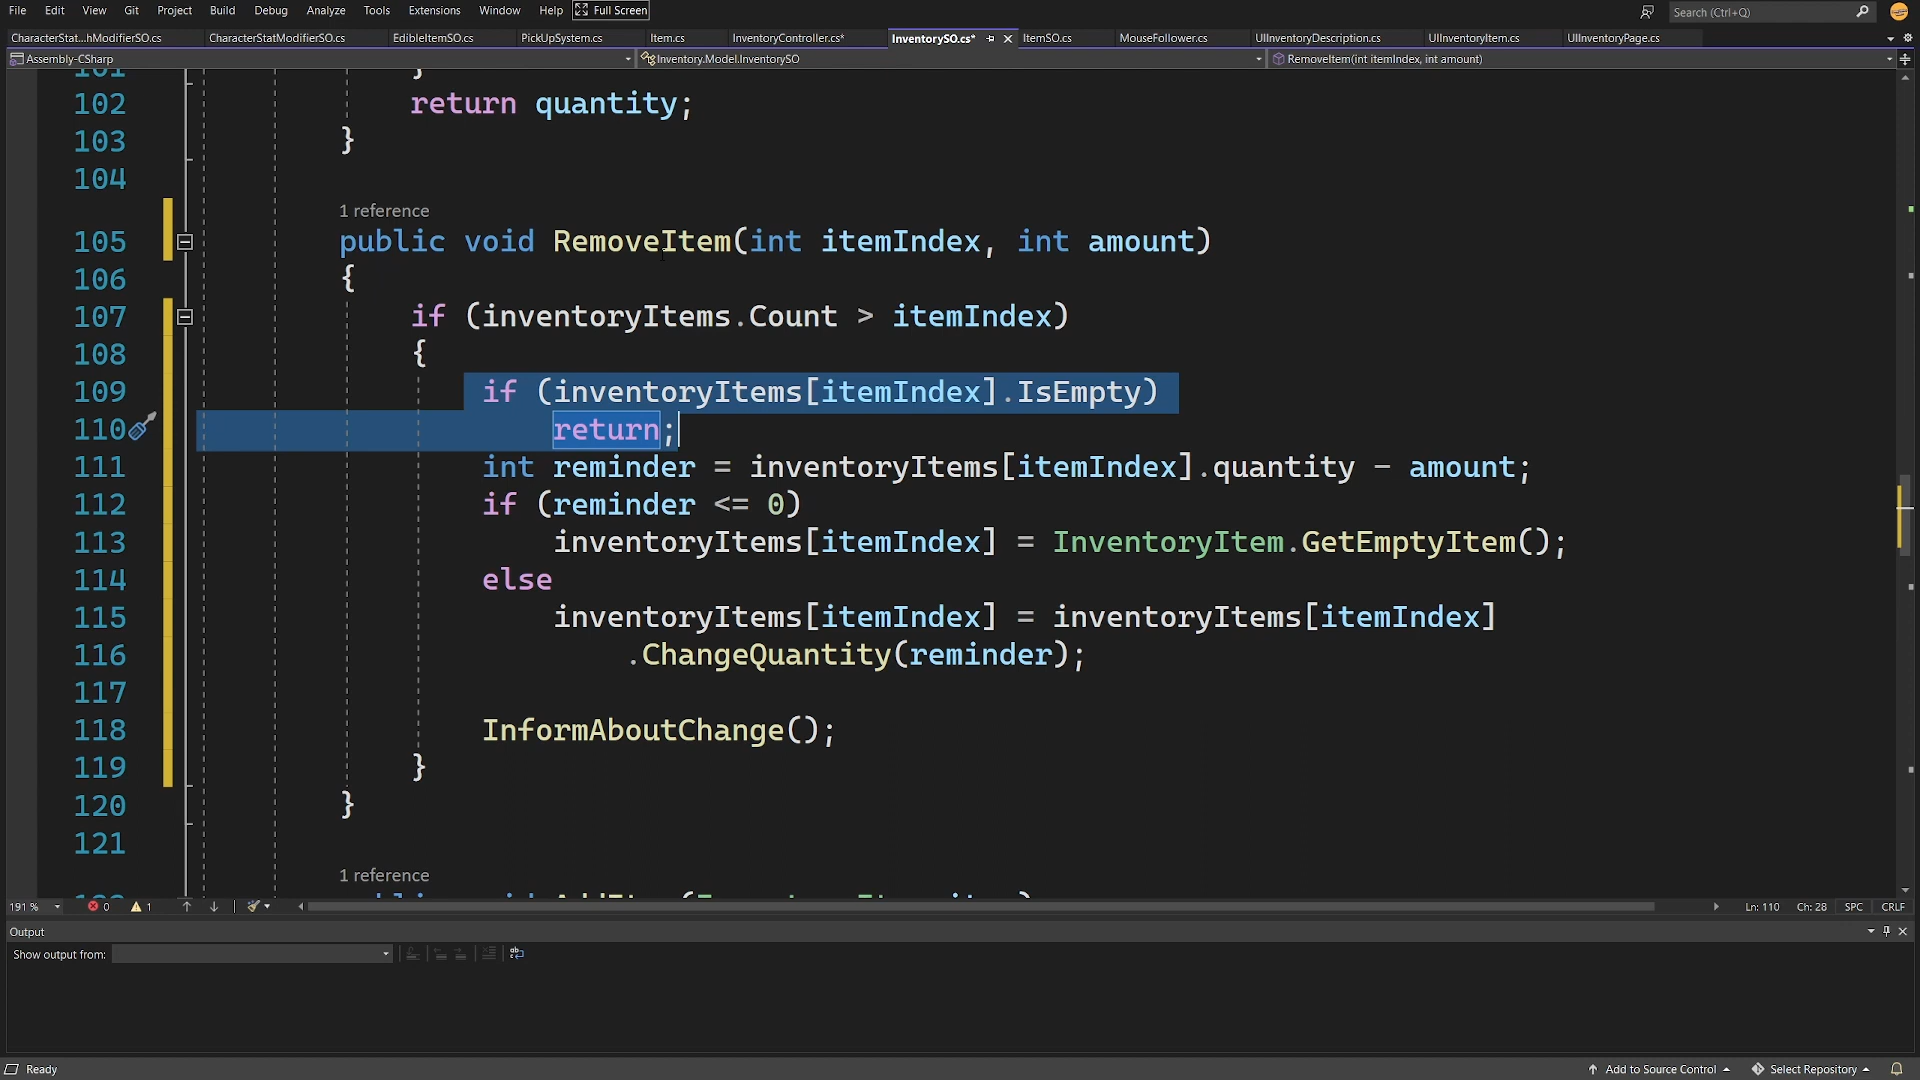 File Edit View Git Project Build Debug Analyze Tools Extensions Window Help Full Screen Search (Ctrl+Q)
CharacterStat...hModifierSO.cs CharacterStatModifierSO.cs EdibleItemSO.cs PickUpSystem.cs Item.cs InventoryController.cs* InventorySO.cs* ItemSO.cs MouseFollower.cs UIInventoryDescription.cs UIInventoryItem.cs UIInventoryPage.cs
Assembly-CSharp Inventory.Model.InventorySO RemoveItem(int itemIndex, int amount)
101 }
102 return quantity;
103 }
104
1 reference
105 public void RemoveItem(int itemIndex, int amount)
106 {
107 if (inventoryItems.Count > itemIndex)
108 {
109 if (inventoryItems[itemIndex].IsEmpty)
110 return;
111 int reminder = inventoryItems[itemIndex].quantity - amount;
112 if (reminder <= 0)
113 inventoryItems[itemIndex] = InventoryItem.GetEmptyItem();
114 else
115 inventoryItems[itemIndex] = inventoryItems[itemIndex]
116 .ChangeQuantity(reminder);
117
118 InformAboutChange();
119 }
120 }
121
1 reference
191 % 0 1 Ln: 110 Ch: 28 SPC CRLF
Output
Show output from:
Ready Add to Source Control Select Repository